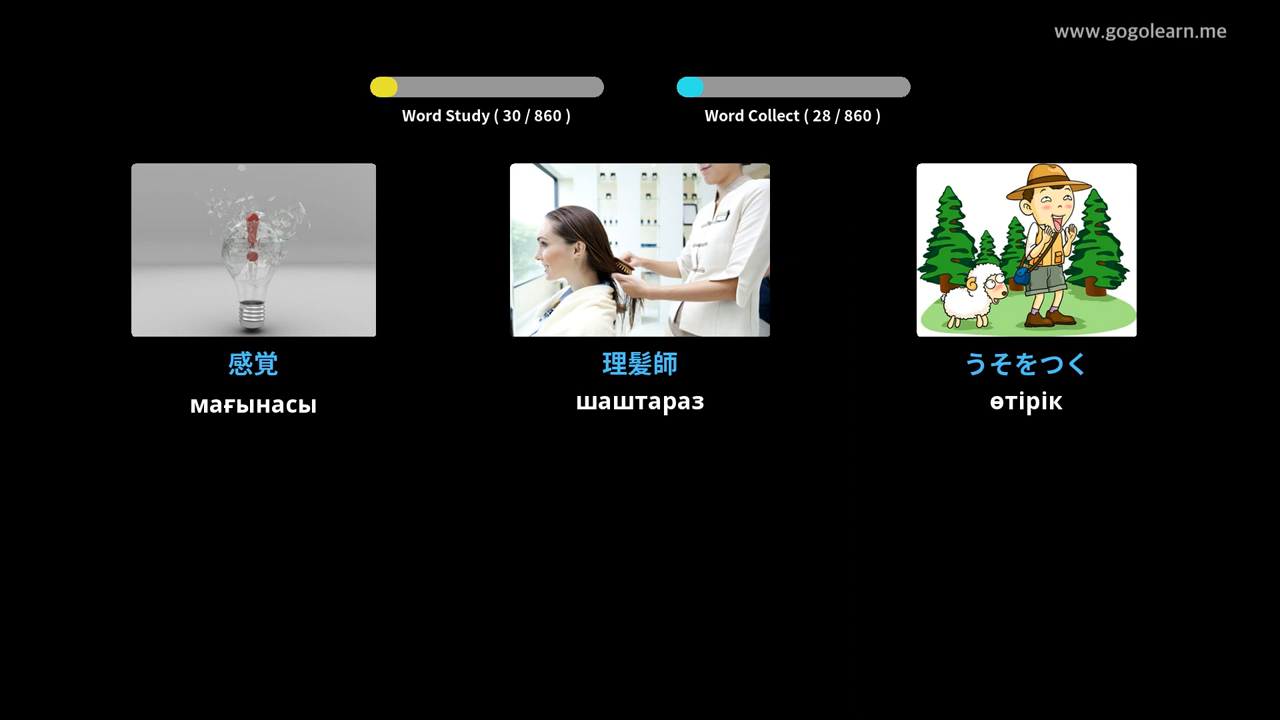 www.gogolearn.me
Word Study ( 30 / 860 )
Word Collect ( 28 / 860 )
感覚
мағынасы
理髪師
шаштараз
うそをつく
өтірік